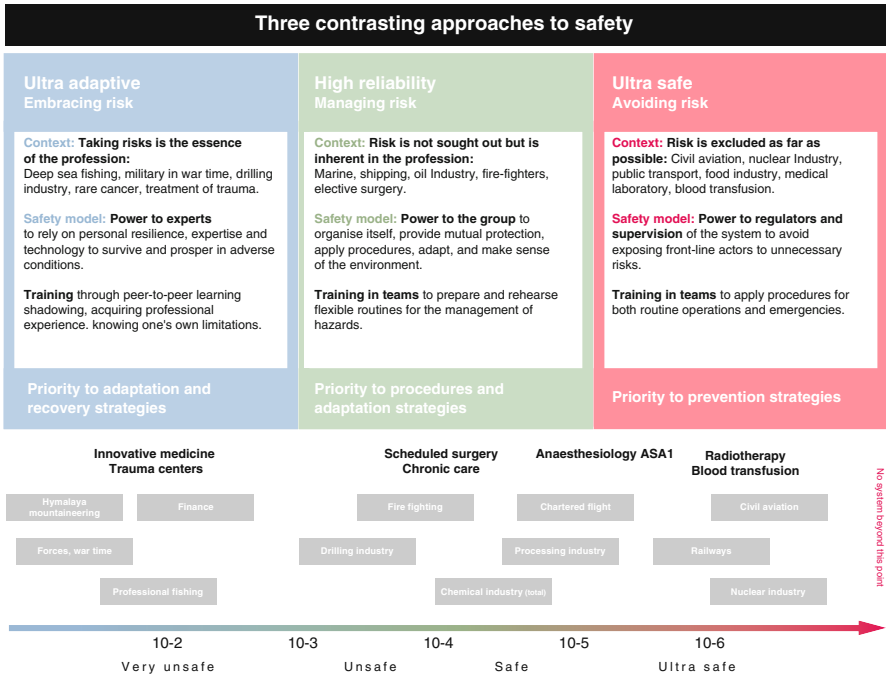 Three contrasting approaches to safety
Ultra adaptive
Embracing risk
Context: Taking risks is the essence
of the profession:
Deep sea fishing, military in war time, drilling
industry, rare cancer, treatment of trauma.
Safety model: Power to experts
to rely on personal resilience, expertise and
technology to survive and prosper in adverse
conditions.
Training through peer-to-peer learning
shadowing, acquiring professional
experience. knowing one's own limitations.
Priority to adaptation and
recovery strategies
High reliability
Managing risk
Context: Risk is not sought out but is
inherent in the profession:
Marine, shipping, oil Industry, fire-fighters,
elective surgery.
Safety model: Power to the group to
organise itself, provide mutual protection,
apply procedures, adapt, and make sense
of the environment.
Training in teams to prepare and rehearse
flexible routines for the management of
hazards.
Priority to procedures and
adaptation strategies
Ultra safe
Avoiding risk
Context: Risk is excluded as far as
possible: Civil aviation, nuclear Industry,
public transport, food industry, medical
laboratory, blood transfusion.
Safety model: Power to regulators and
supervision of the system to avoid
exposing front-line actors to unnecessary
risks.
Training in teams to apply procedures for
both routine operations and emergencies.
Priority to prevention strategies
Innovative medicine
Trauma centers
Scheduled surgery
Chronic care
Anaesthesiology ASA1
Radiotherapy
Blood transfusion
Hymalaya
mountaineering
Finance
Fire fighting
Chartered flight
Civil aviation
Forces, war time
Drilling industry
Processing industry
Railways
Professional fishing
Chemical industry (total)
Nuclear industry
No system beyond this point
10-2
10-3
10-4
10-5
10-6
Very unsafe
Unsafe
Safe
Ultra safe